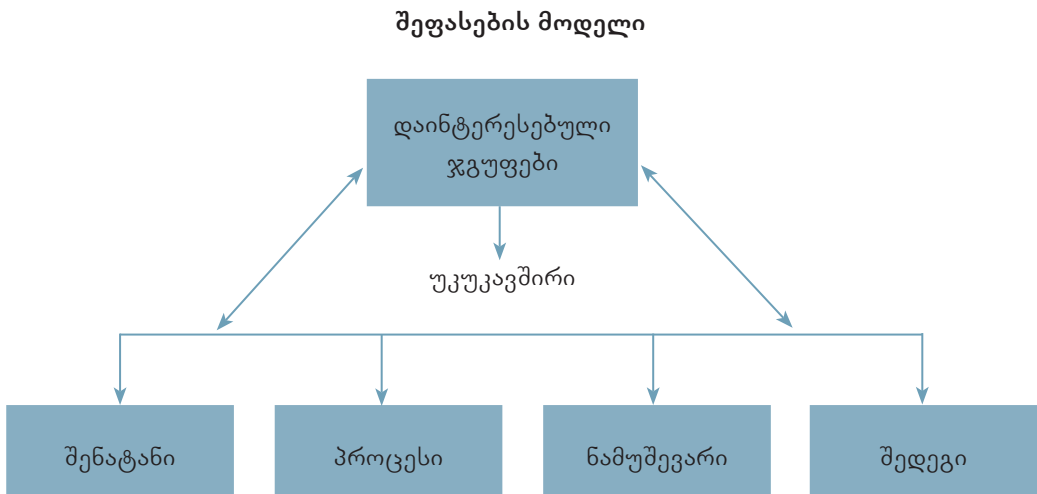 შეფასების მოდელი
დაინტერესებული
ჯგუფები
უკუკავშირი
შენატანი
პროცესი
ნამუშევარი
შედეგი